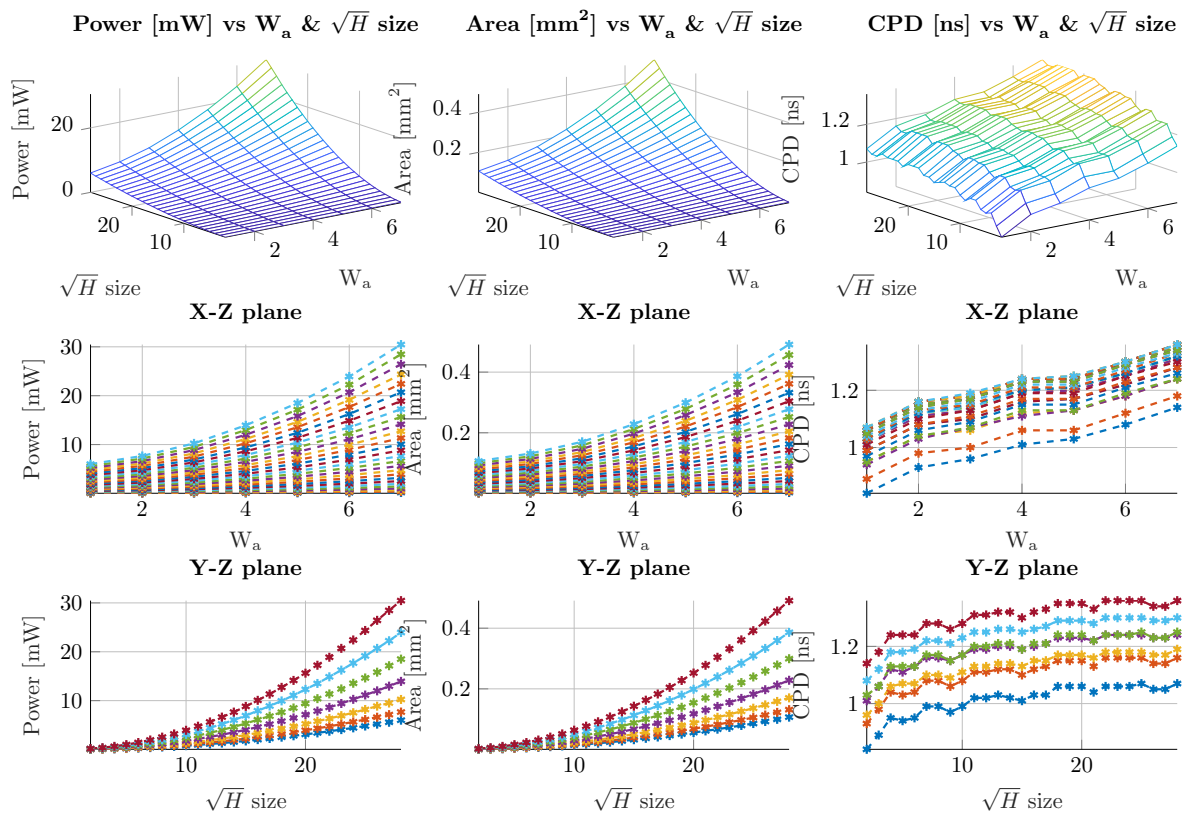 Power [mW] vs W_a & √H size
Area [mm²] vs W_a & √H size
CPD [ns] vs W_a & √H size
Power [mW]
20
0
20
10
2
4
6
√H size
W_a
Area [mm²]
0.4
0.2
20
10
2
4
6
√H size
W_a
CPD [ns]
1.2
1
20
10
2
4
6
√H size
W_a
X-Z plane
X-Z plane
X-Z plane
Power [mW]
30
20
10
2
4
6
W_a
Area [mm²]
0.4
0.2
2
4
6
W_a
CPD [ns]
1.2
1
2
4
6
W_a
Y-Z plane
Y-Z plane
Y-Z plane
Power [mW]
30
20
10
10
20
√H size
Area [mm²]
0.4
0.2
10
20
√H size
CPD [ns]
1.2
1
10
20
√H size